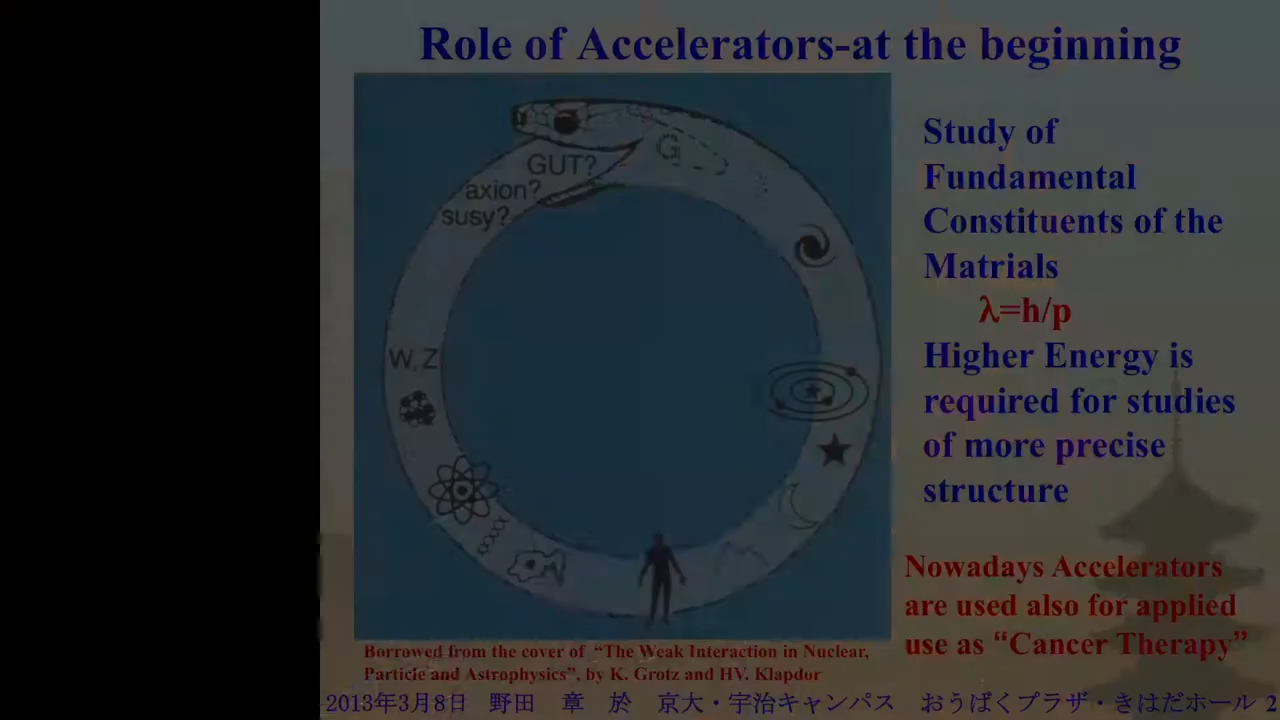 Role of Accelerators-at the beginning
GUT?
axion?
susy?
G
W, Z
Study of
Fundamental
Constituents of the
Matrials
λ=h/p
Higher Energy is
required for studies
of more precise
structure
Nowadays Accelerators
are used also for applied
use as “Cancer Therapy”
Borrowed from the cover of “The Weak Interaction in Nuclear,
Particle and Astrophysics”, by K. Grotz and HV. Klapdor
2013年3月8日 野田 章 於 京大・宇治キャンパス おうばくプラザ・きはだホール 2